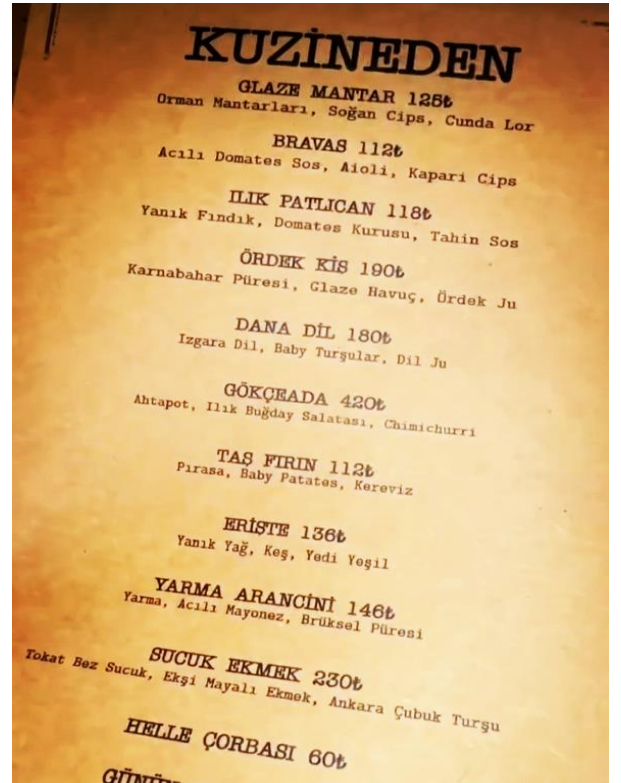 KUZİNEDEN
GLAZE MANTAR 125₺
Orman Mantarları, Soğan Cips, Cunda Lor
BRAVAS 112₺
Acılı Domates Sos, Aioli, Kapari Cips
ILIK PATLICAN 118₺
Yanık Fındık, Domates Kurusu, Tahin Sos
ÖRDEK KİŞ 190₺
Karnabahar Püresi, Glaze Havuç, Ördek Ju
DANA DİL 180₺
Izgara Dil, Baby Turşular, Dil Ju
GÖKÇEADA 420₺
Ahtapot, Ilık Buğday Salatası, Chimichurri
TAŞ FIRIN 112₺
Pırasa, Baby Patates, Kereviz
ERİŞTE 136₺
Yanık Yağ, Keş, Yedi Yeşil
YARMA ARANCİNİ 146₺
Yarma, Acılı Mayonez, Brüksel Püresi
SUCUK EKMEK 230₺
Tokat Bez Sucuk, Ekşi Mayalı Ekmek, Ankara Çubuk Turşu
HELLE ÇORBASI 60₺